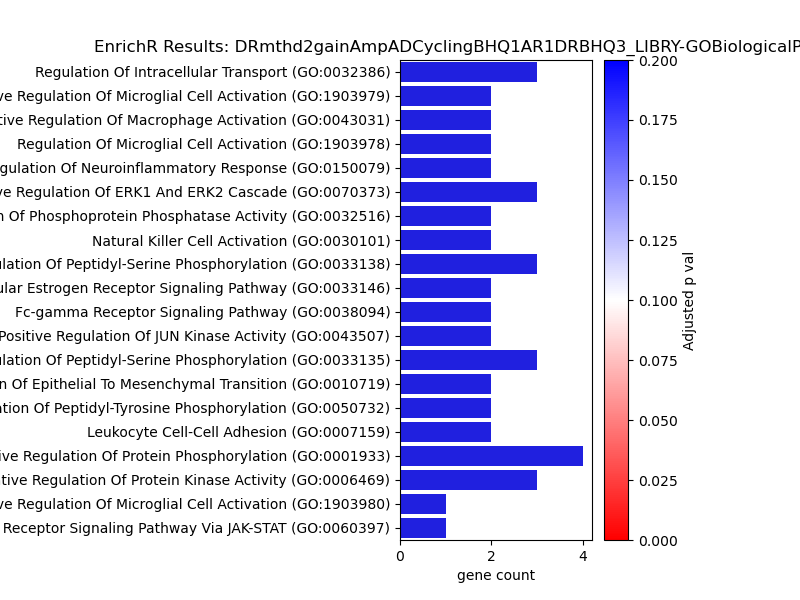 EnrichR Results: DRmthd2gainAmpADCyclingBHQ1AR1DRBHQ3_LIBRY-GOBiologicalP
Regulation Of Intracellular Transport (GO:0032386)
ve Regulation Of Microglial Cell Activation (GO:1903979)
tive Regulation Of Macrophage Activation (GO:0043031)
Regulation Of Microglial Cell Activation (GO:1903978)
gulation Of Neuroinflammatory Response (GO:0150079)
ve Regulation Of ERK1 And ERK2 Cascade (GO:0070373)
n Of Phosphoprotein Phosphatase Activity (GO:0032516)
Natural Killer Cell Activation (GO:0030101)
ulation Of Peptidyl-Serine Phosphorylation (GO:0033138)
ular Estrogen Receptor Signaling Pathway (GO:0033146)
Fc-gamma Receptor Signaling Pathway (GO:0038094)
Positive Regulation Of JUN Kinase Activity (GO:0043507)
ulation Of Peptidyl-Serine Phosphorylation (GO:0033135)
n Of Epithelial To Mesenchymal Transition (GO:0010719)
ation Of Peptidyl-Tyrosine Phosphorylation (GO:0050732)
Leukocyte Cell-Cell Adhesion (GO:0007159)
ive Regulation Of Protein Phosphorylation (GO:0001933)
tive Regulation Of Protein Kinase Activity (GO:0006469)
ve Regulation Of Microglial Cell Activation (GO:1903980)
Receptor Signaling Pathway Via JAK-STAT (GO:0060397)
0 2 4
gene count
0.200
0.175
0.150
0.125
0.100
0.075
0.050
0.025
0.000
Adjusted p val